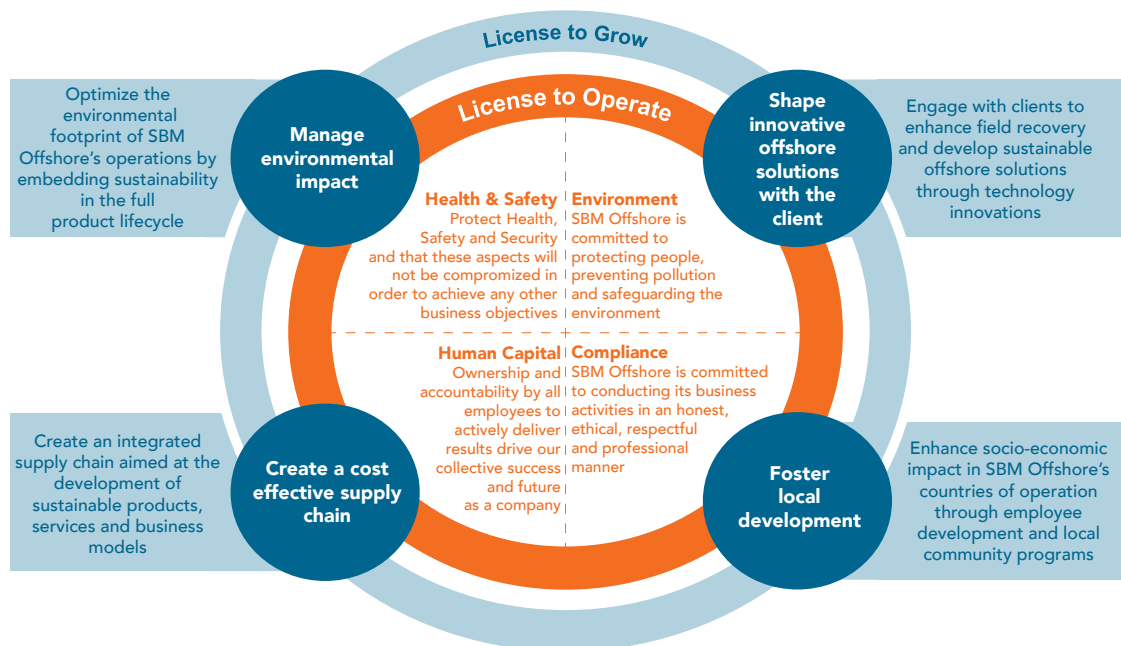 License to Grow
License to Operate
Optimize the
environmental
footprint of SBM
Offshore's operations by
embedding sustainability
in the full
product lifecycle
Manage
environmental
impact
Shape
innovative
offshore
solutions
with the
client
Engage with clients to
enhance field recovery
and develop sustainable
offshore solutions
through technology
innovations
Health & Safety
Protect Health,
Safety and Security
and that these aspects will
not be compromized in
order to achieve any other
business objectives
Environment
SBM Offshore is
committed to
protecting people,
preventing pollution
and safeguarding the
environment
Human Capital
Ownership and
accountability by all
employees to
actively deliver
results drive our
collective success
and future
as a company
Compliance
SBM Offshore is committed
to conducting its business
activities in an honest,
ethical, respectful
and professional
manner
Create an integrated
supply chain aimed at the
development of
sustainable products,
services and business
models
Create a cost
effective supply
chain
Foster
local
development
Enhance socio-economic
impact in SBM Offshore's
countries of operation
through employee
development and local
community programs